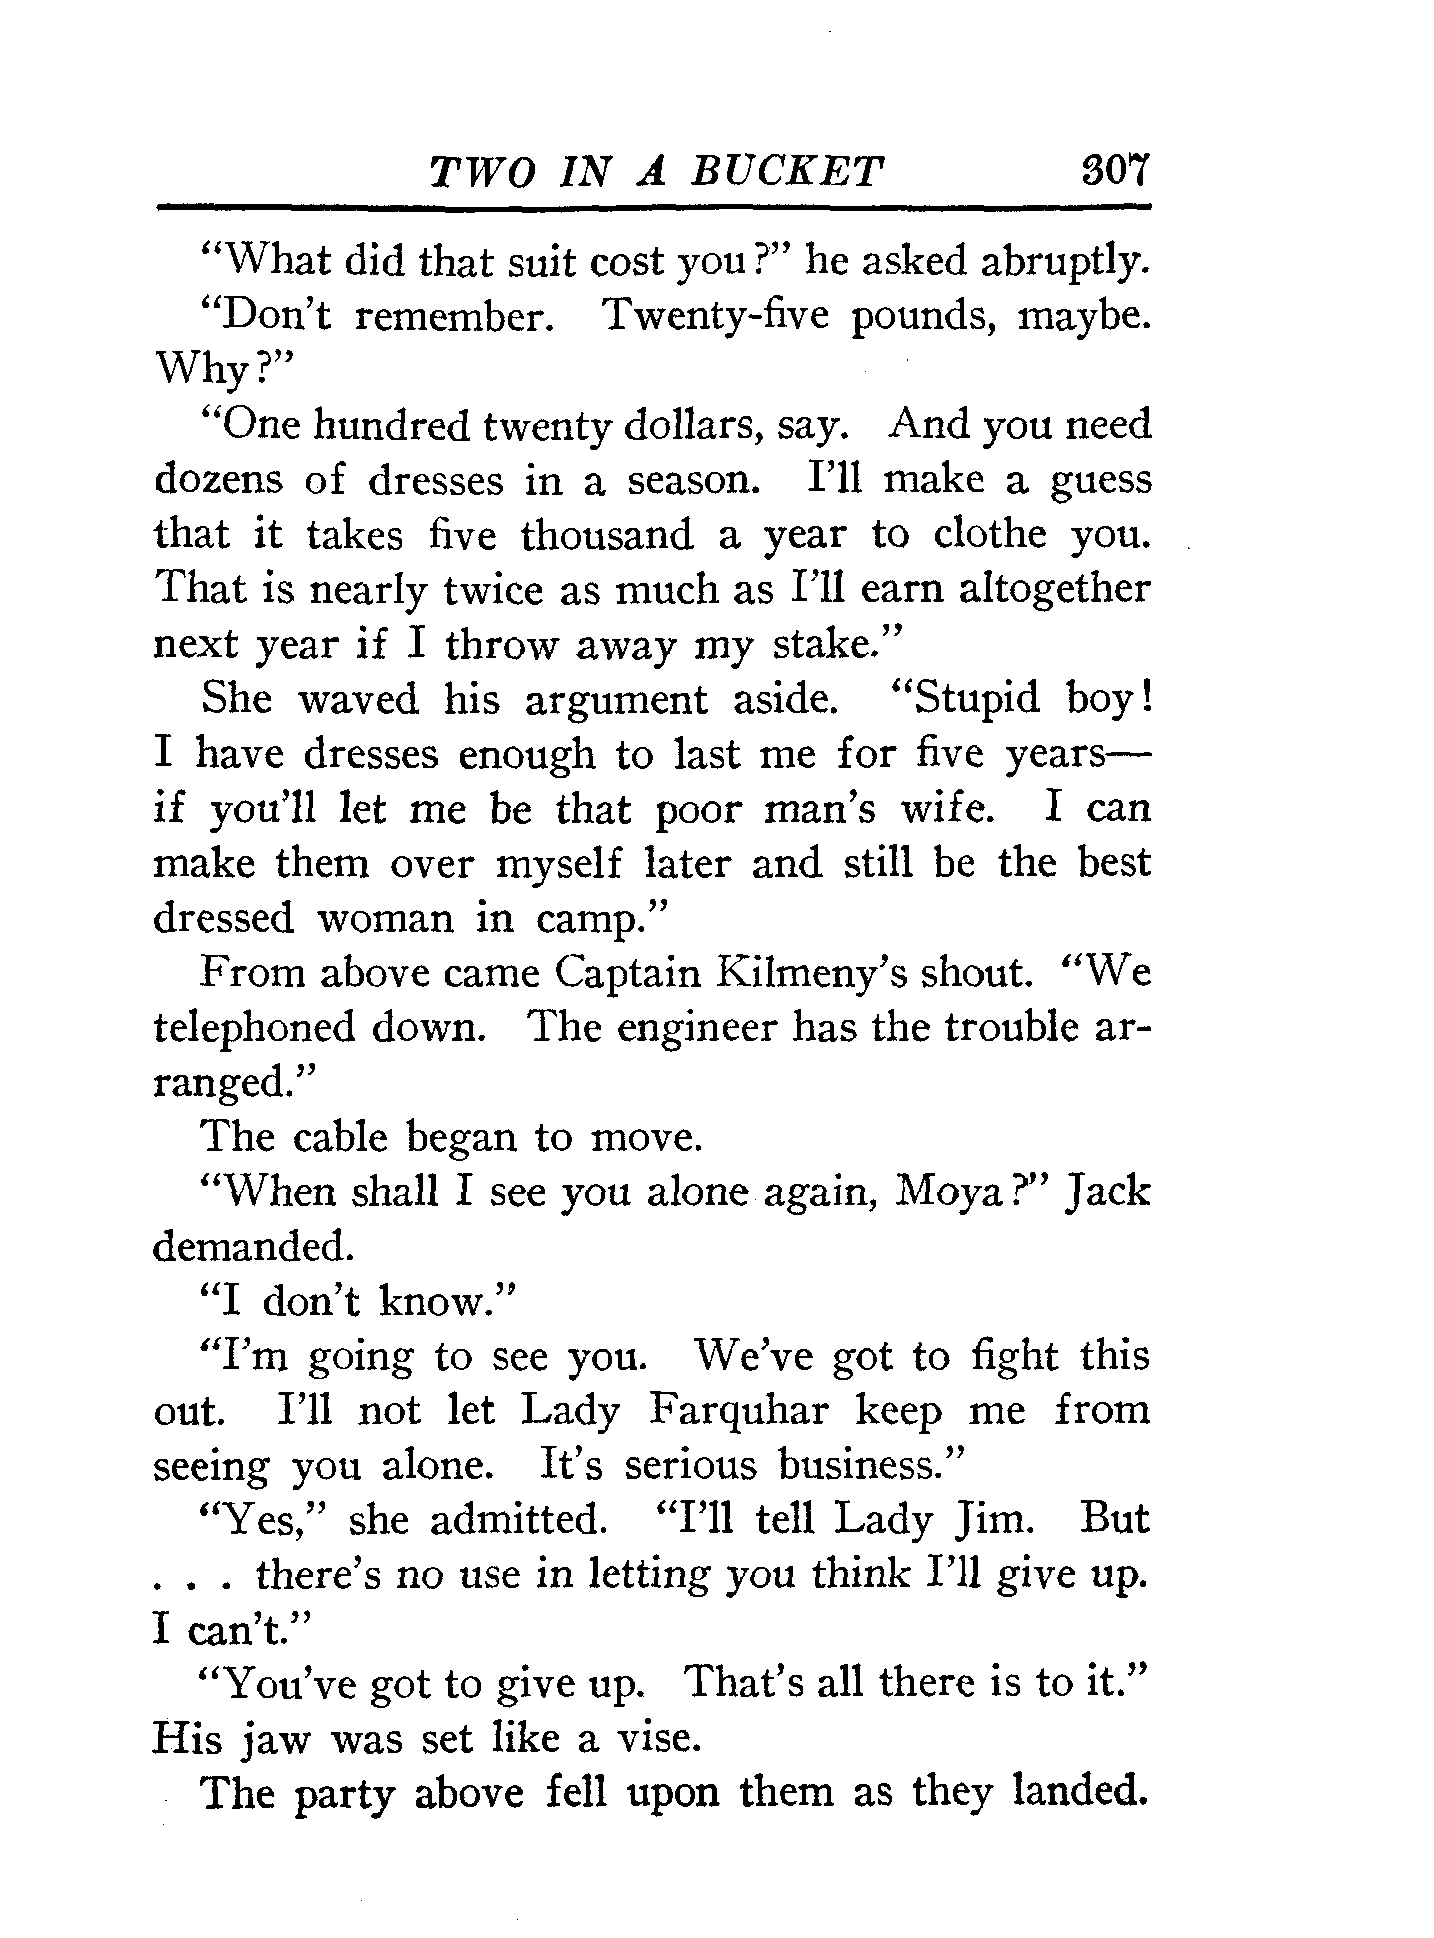 TWO IN A BUCKET 307
“What did that suit cost you?” he asked abruptly.
“Don’t remember. Twenty-five pounds, maybe.
Why?”
“One hundred twenty dollars, say. And you need
dozens of dresses in a season. I’ll make a guess
that it takes five thousand a year to clothe you.
That is nearly twice as much as I’ll earn altogether
next year if I throw away my stake.”
She waved his argument aside. “Stupid boy!
I have dresses enough to last me for five years—
if you’ll let me be that poor man’s wife. I can
make them over myself later and still be the best
dressed woman in camp.”
From above came Captain Kilmeny’s shout. “We
telephoned down. The engineer has the trouble ar-
ranged.”
The cable began to move.
“When shall I see you alone again, Moya?” Jack
demanded.
“I don’t know.”
“I’m going to see you. We’ve got to fight this
out. I’ll not let Lady Farquhar keep me from
seeing you alone. It’s serious business.”
“Yes,” she admitted. “I’ll tell Lady Jim. But
. . . there’s no use in letting you think I’ll give up.
I can’t.”
“You’ve got to give up. That’s all there is to it.”
His jaw was set like a vise.
The party above fell upon them as they landed.